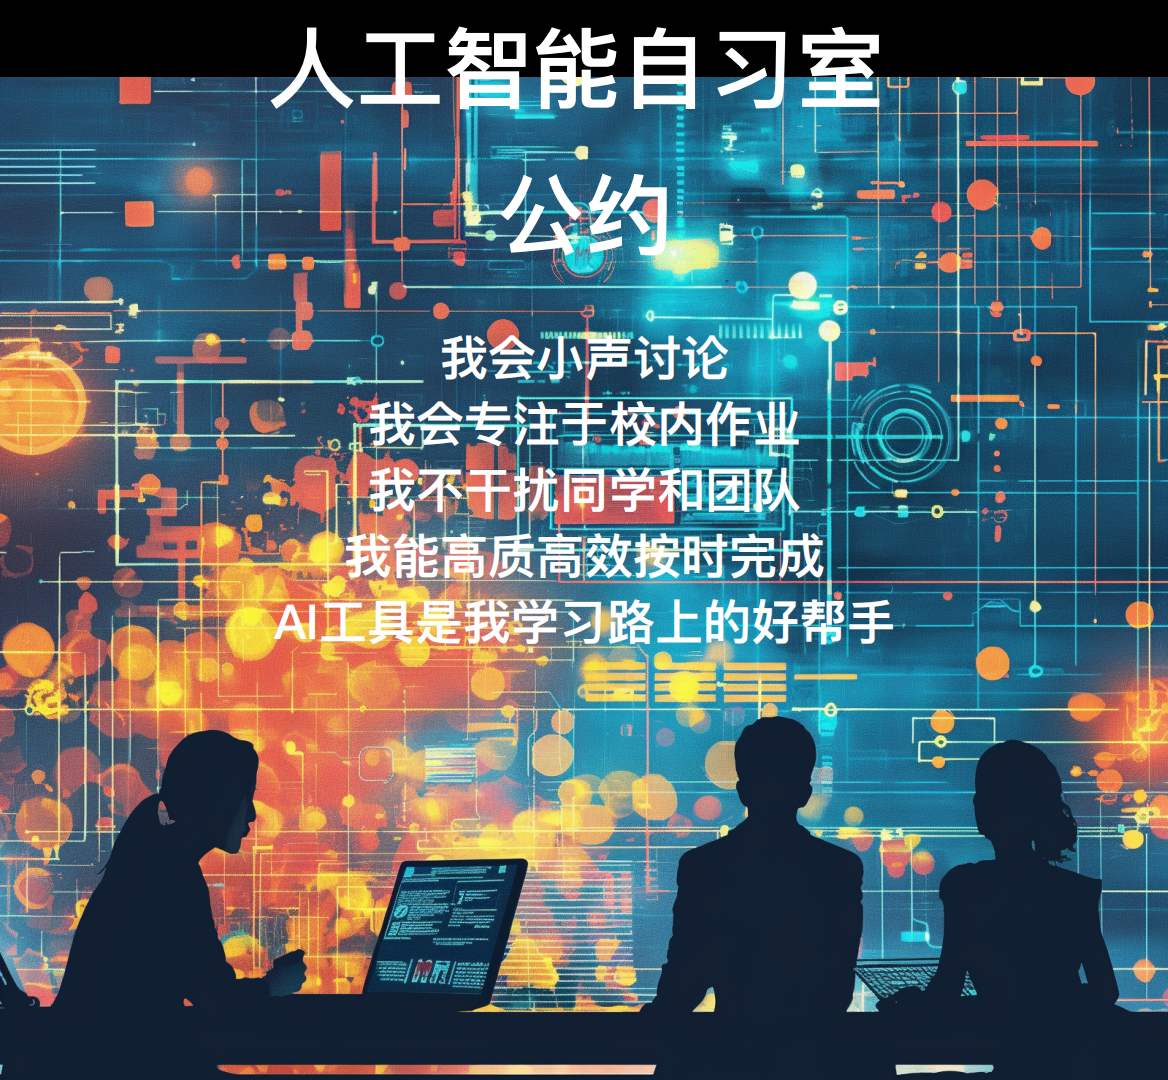 人工智能自习室
公约
我会小声讨论
我会专注于校内作业
我不干扰同学和团队
我能高质高效按时完成
AI工具是我学习路上的好帮手